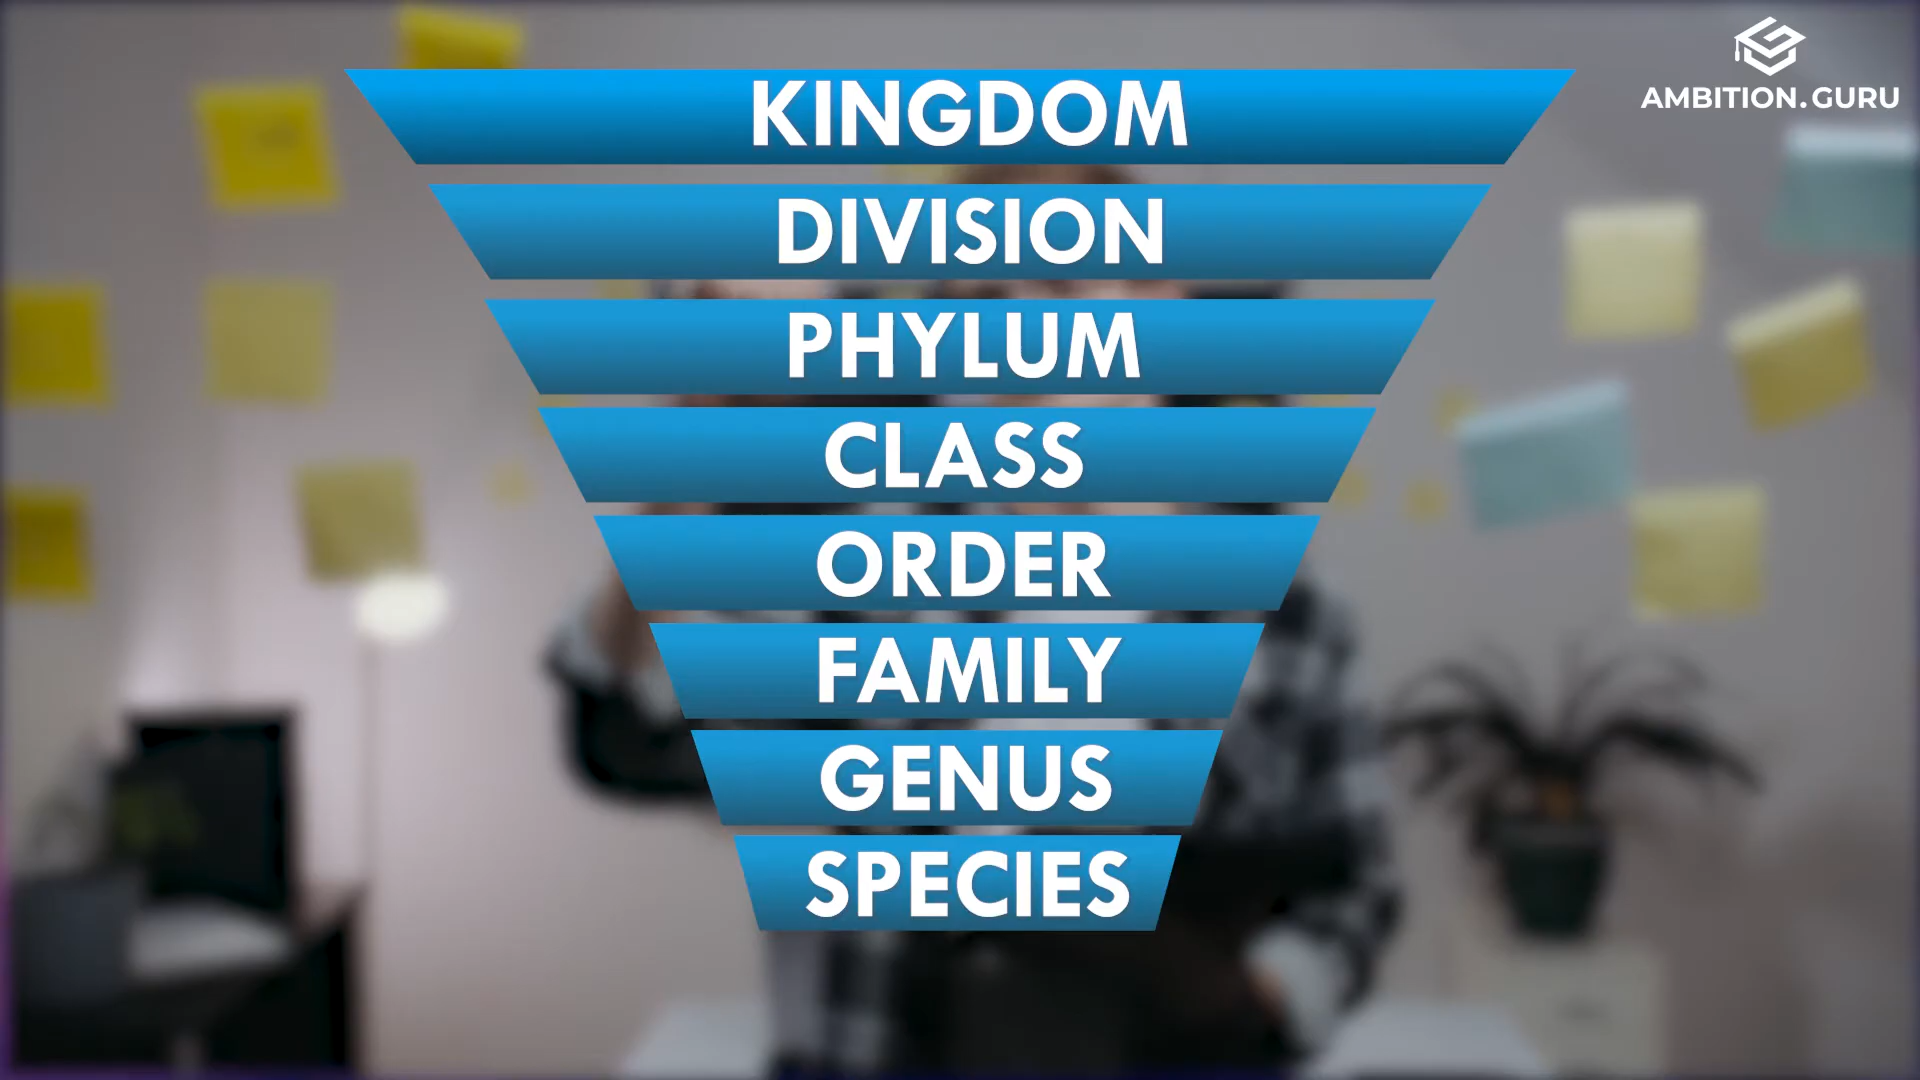 AMBITION.GURU
KINGDOM
DIVISION
PHYLUM
CLASS
ORDER
FAMILY
GENUS
SPECIES